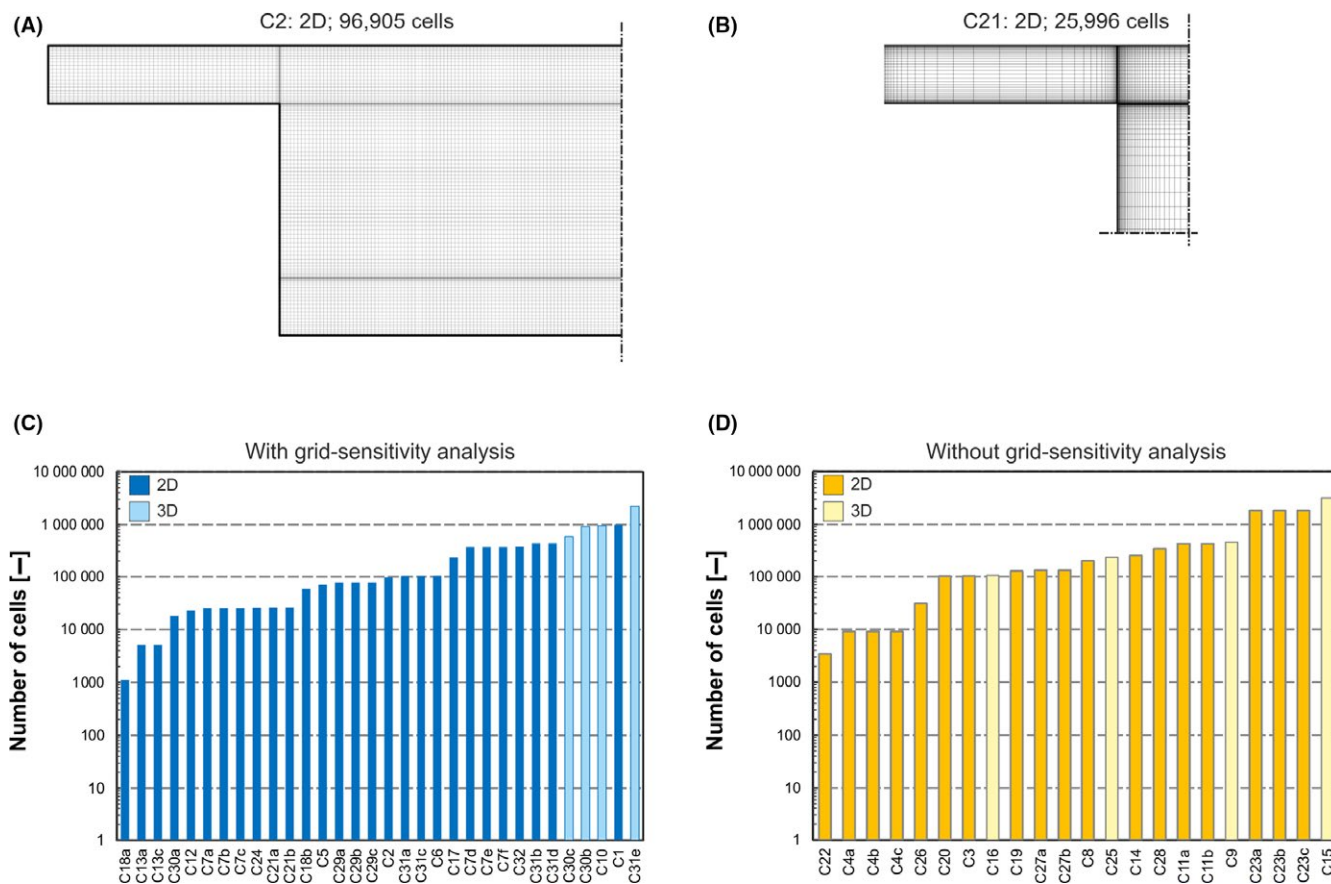 (A)
C2: 2D; 96,905 cells
(B)
C21: 2D; 25,996 cells
(C)
With grid-sensitivity analysis
Number of cells [–]
10 000 000
1 000 000
100 000
10 000
1000
100
10
1
2D
3D
C18a
C13a
C13c
C30a
C12
C7a
C7b
C7c
C24
C21a
C21b
C18b
C5
C29a
C29b
C29c
C2
C31a
C31c
C6
C17
C7d
C7e
C7f
C32
C31b
C31d
C30c
C30b
C10
C1
C31e
(D)
Without grid-sensitivity analysis
Number of cells [–]
10 000 000
1 000 000
100 000
10 000
1000
100
10
1
2D
3D
C22
C4a
C4b
C4c
C26
C20
C3
C16
C19
C27a
C27b
C8
C25
C14
C28
C11a
C11b
C9
C23a
C23b
C23c
C15